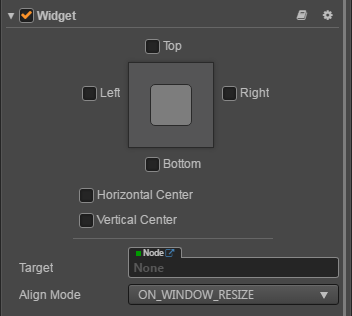 Widget
Top
Left Right
Bottom
Horizontal Center
Vertical Center
Node
Target None
Align Mode ON_WINDOW_RESIZE